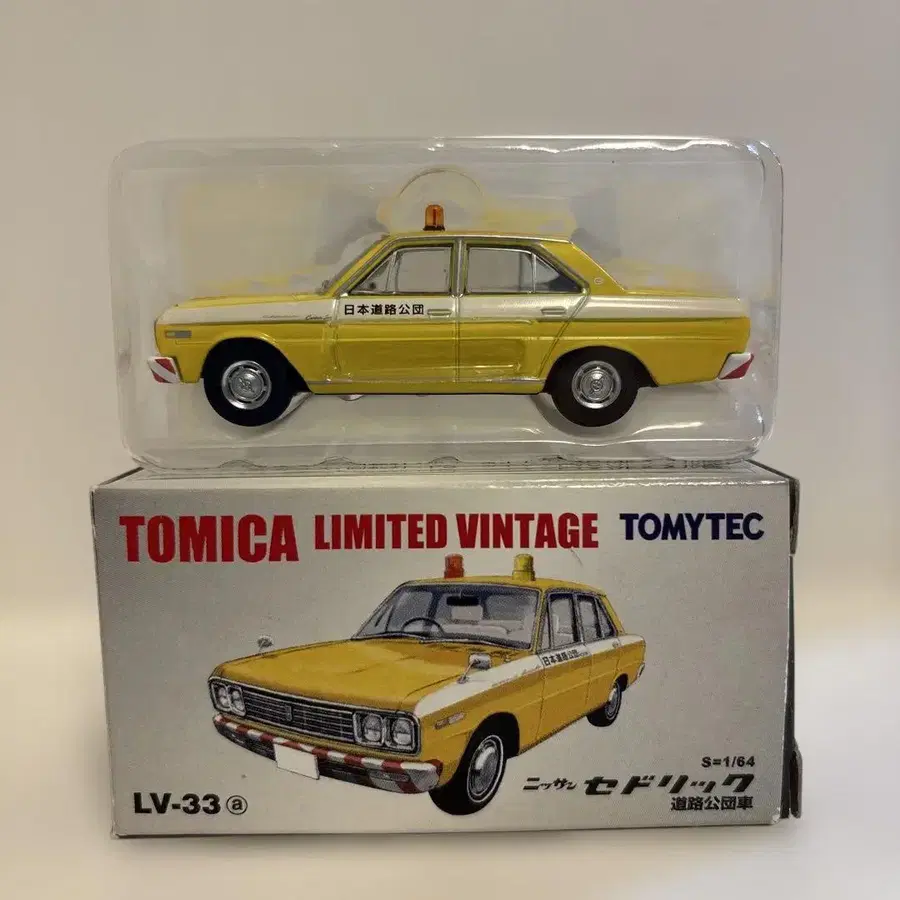 日本道路公団
TOMICA LIMITED VINTAGE TOMYTEC
日本道路公団
S=1/64
ニッサン セドリック
道路公団車
LV-33 ⓐ